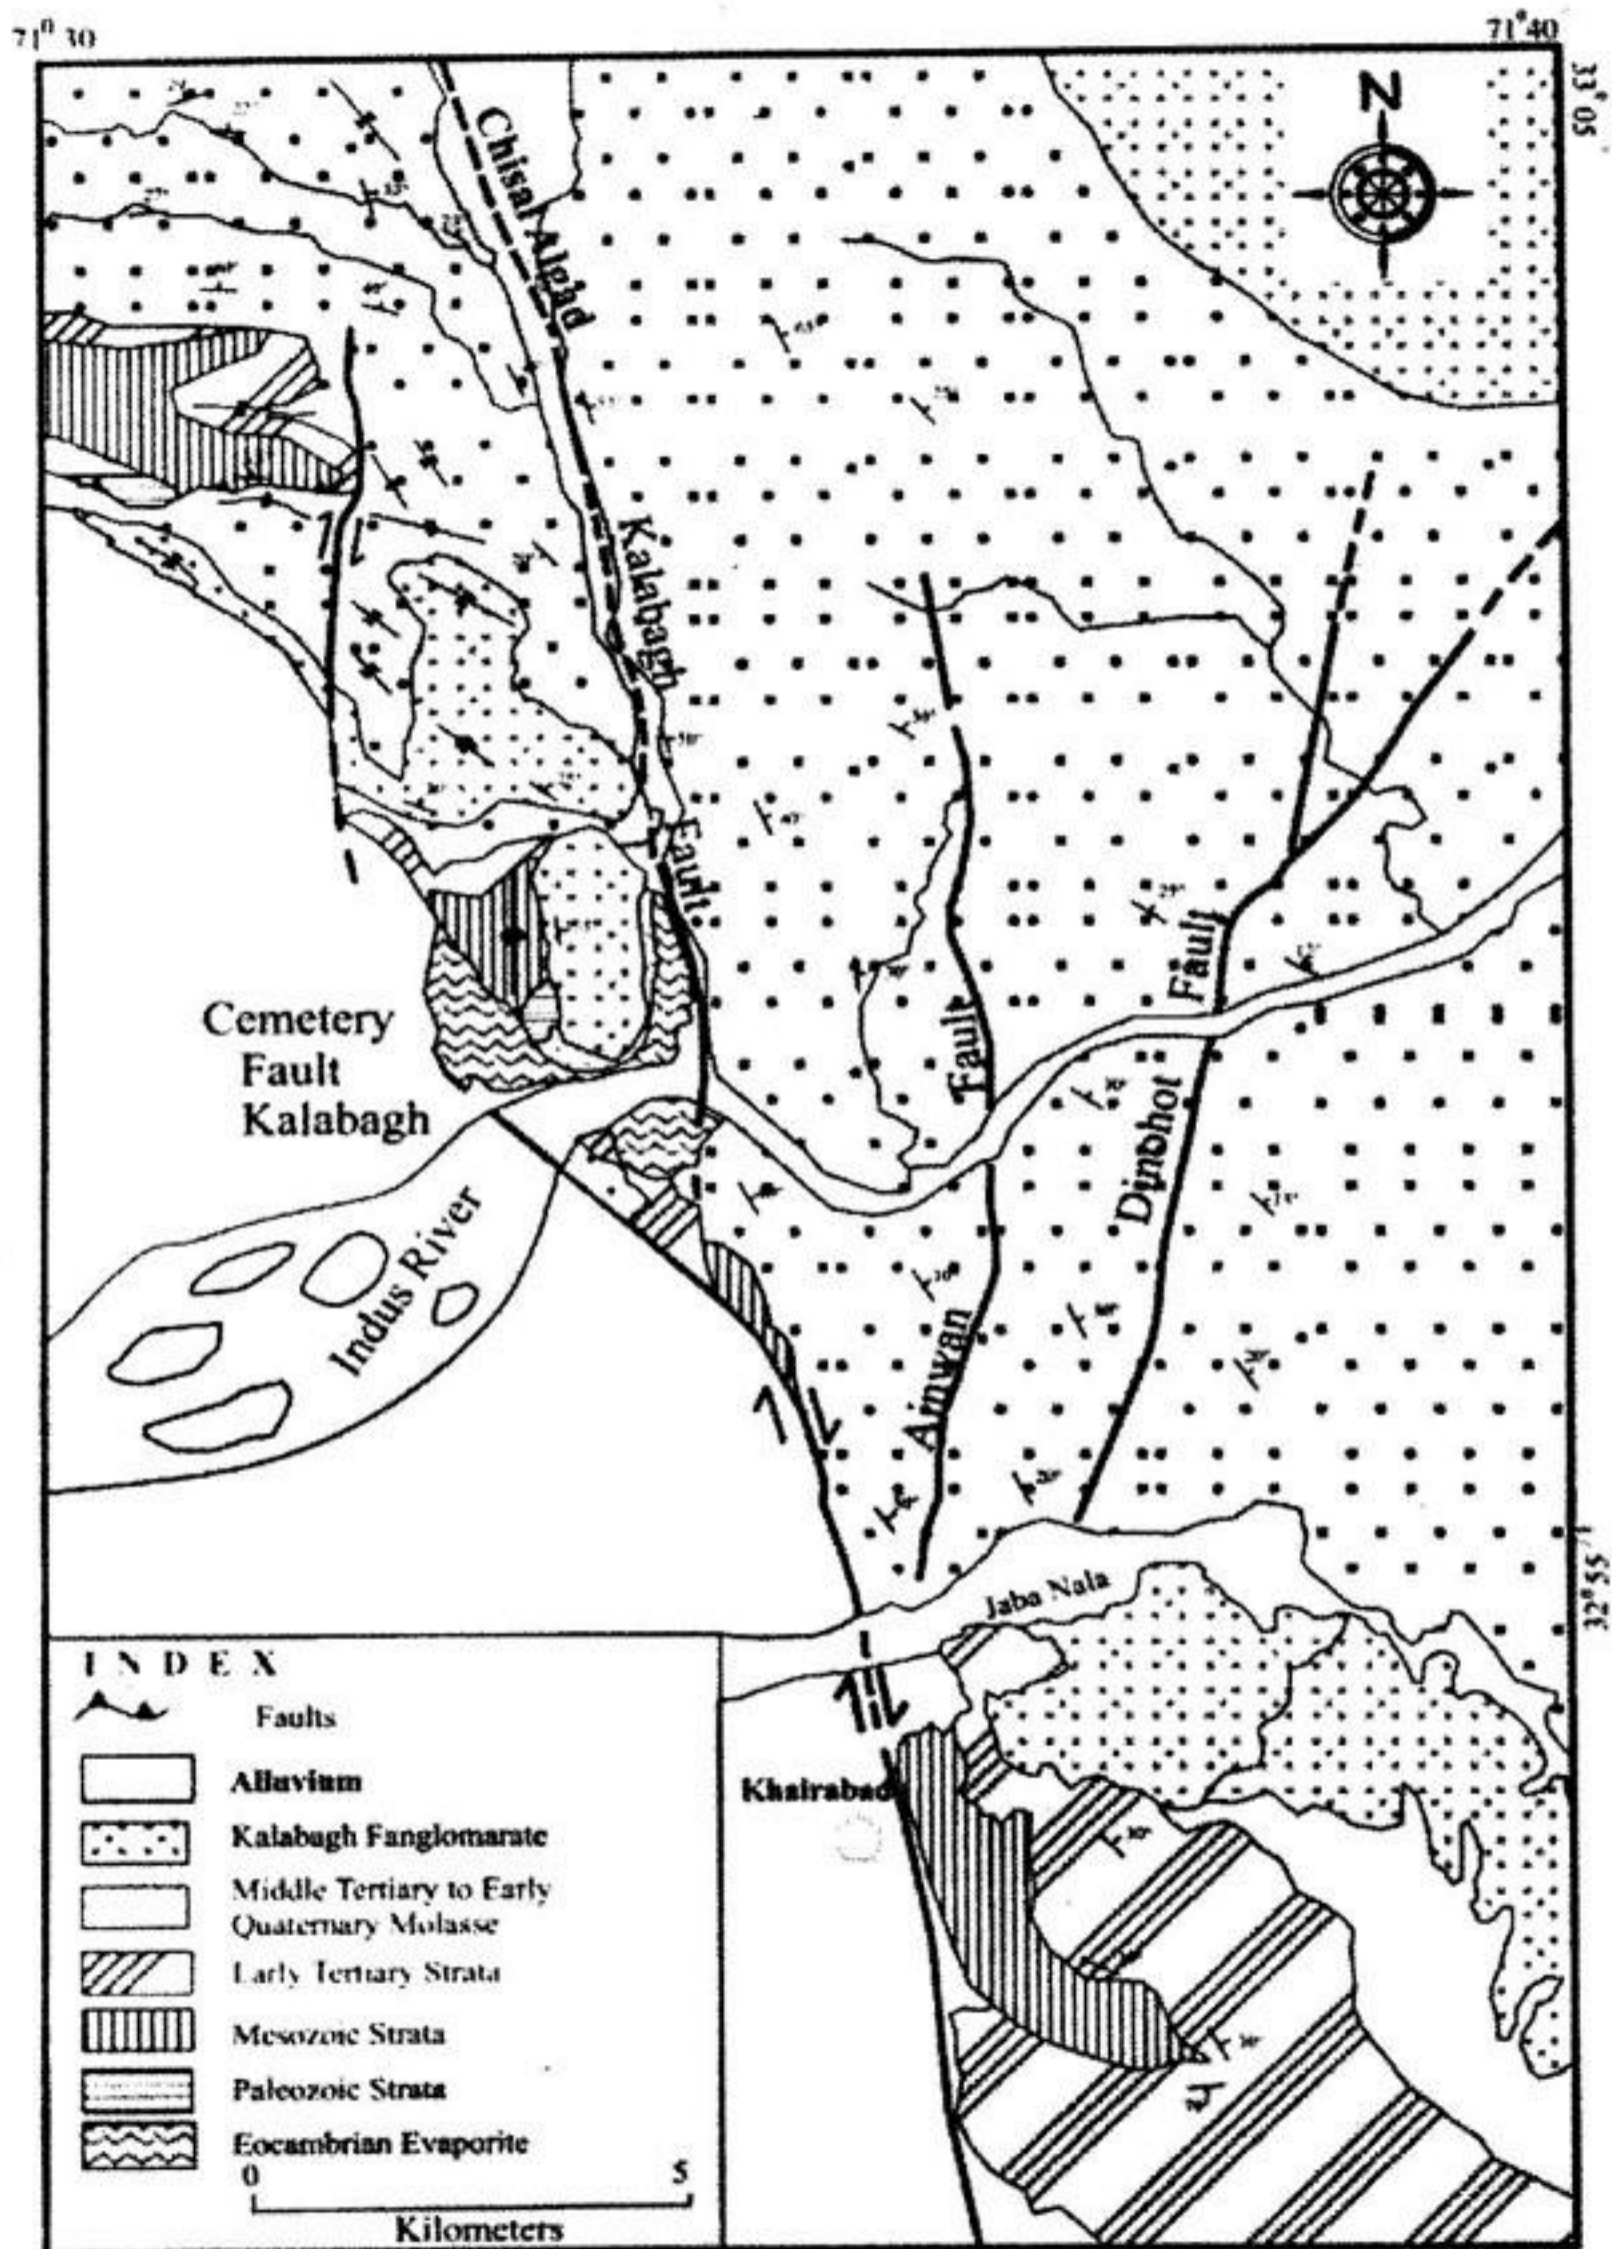 71° 30
71° 40
33° 05
N
Chisal Algad
Kalabagh
Fault
Cemetery
Fault
Kalabagh
Indus River
Fault
Ainwan
Fault
Dinbhot
32° 55
Jaba Nala
Khairabad
INDEX
Faults
Alluvium
Kalabagh Fanglomarate
Middle Tertiary to Early
Quaternary Molasse
Early Tertiary Strata
Mesozoic Strata
Paleozoic Strata
Eocambrian Evaporite
0 5
Kilometers